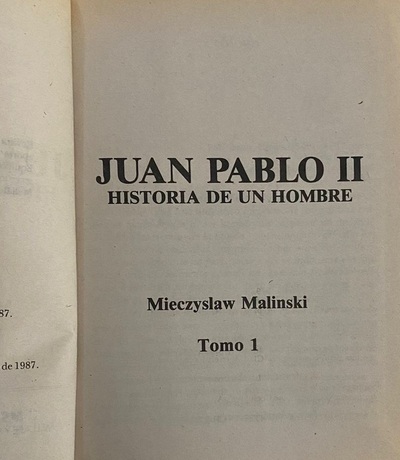 87.
de 1987.
JUAN PABLO II
HISTORIA DE UN HOMBRE
Mieczyslaw Malinski
Tomo 1